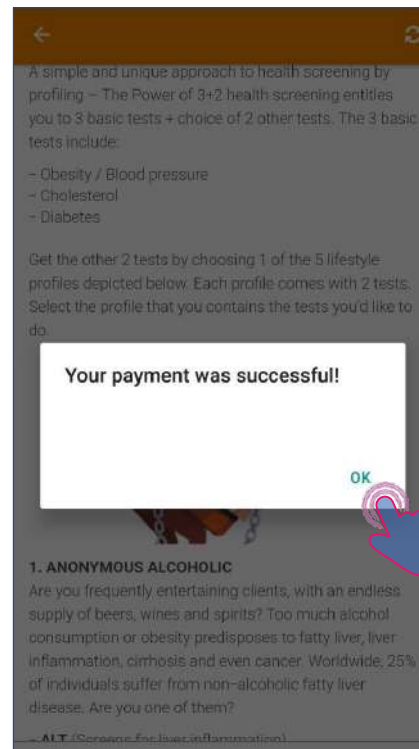 A simple and unique approach to health screening by
profiling – The Power of 3+2 health screening entitles
you to 3 basic tests + choice of 2 other tests. The 3 basic
tests include:
– Obesity / Blood pressure
– Cholesterol
– Diabetes
Get the other 2 tests by choosing 1 of the 5 lifestyle
profiles depicted below. Each profile comes with 2 tests.
Select the profile that you contains the tests you'd like to
do.
Your payment was successful!
OK
1. ANONYMOUS ALCOHOLIC
Are you frequently entertaining clients, with an endless
supply of beers, wines and spirits? Too much alcohol
consumption or obesity predisposes to fatty liver, liver
inflammation, cirrhosis and even cancer. Worldwide, 25%
of individuals suffer from non-alcoholic fatty liver
disease. Are you one of them?
– ALT (Screens for liver inflammation)